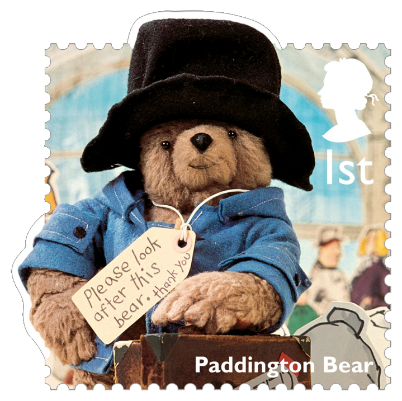 1st
Please look
after this
bear. thank you
Paddington Bear